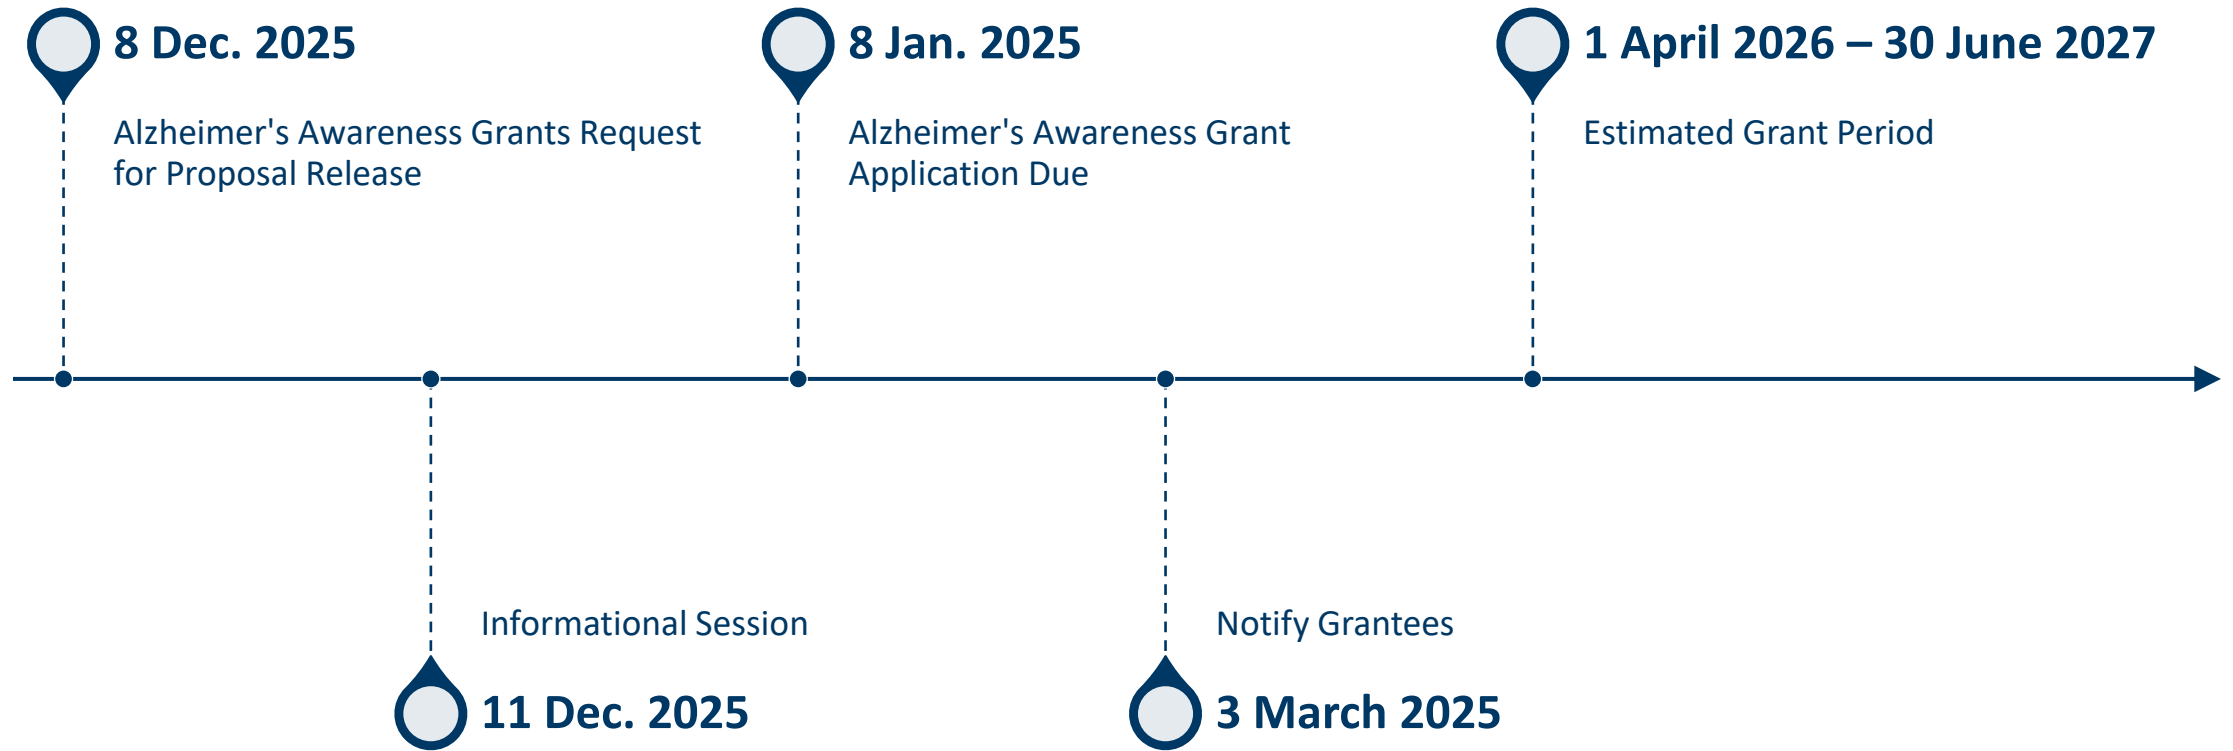 8 Dec. 2025
Alzheimer's Awareness Grants Request
for Proposal Release
Informational Session
11 Dec. 2025
8 Jan. 2025
Alzheimer's Awareness Grant
Application Due
Notify Grantees
3 March 2025
1 April 2026 – 30 June 2027
Estimated Grant Period